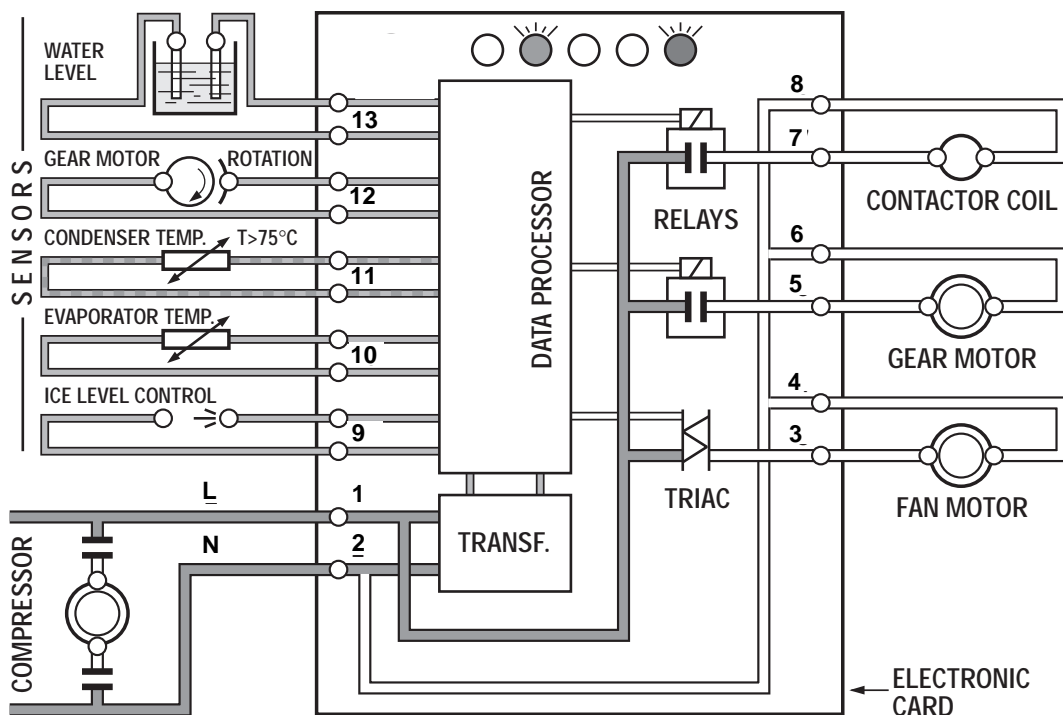 WATER
LEVEL
SENSORS
13
GEAR MOTOR ROTATION
12
CONDENSER TEMP. T>75°C
11
EVAPORATOR TEMP.
10
ICE LEVEL CONTROL
9
L
1
N
2
COMPRESSOR
DATA PROCESSOR
TRANSF.
RELAYS
TRIAC
8
7
CONTACTOR COIL
6
5
GEAR MOTOR
4
3
FAN MOTOR
ELECTRONIC
CARD